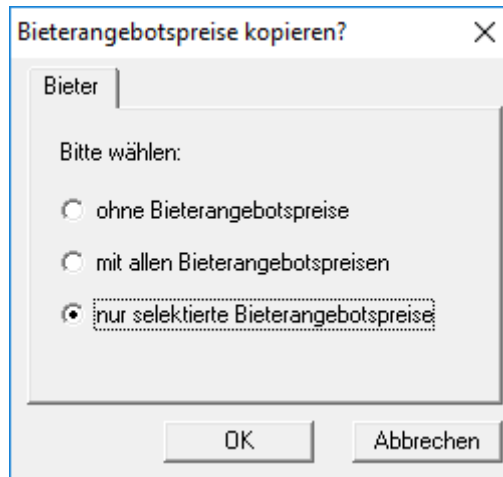 Bieterangebotspreise kopieren?
Bieter
Bitte wählen:
ohne Bieterangebotspreise
mit allen Bieterangebotspreisen
nur selektierte Bieterangebotspreise
OK
Abbrechen